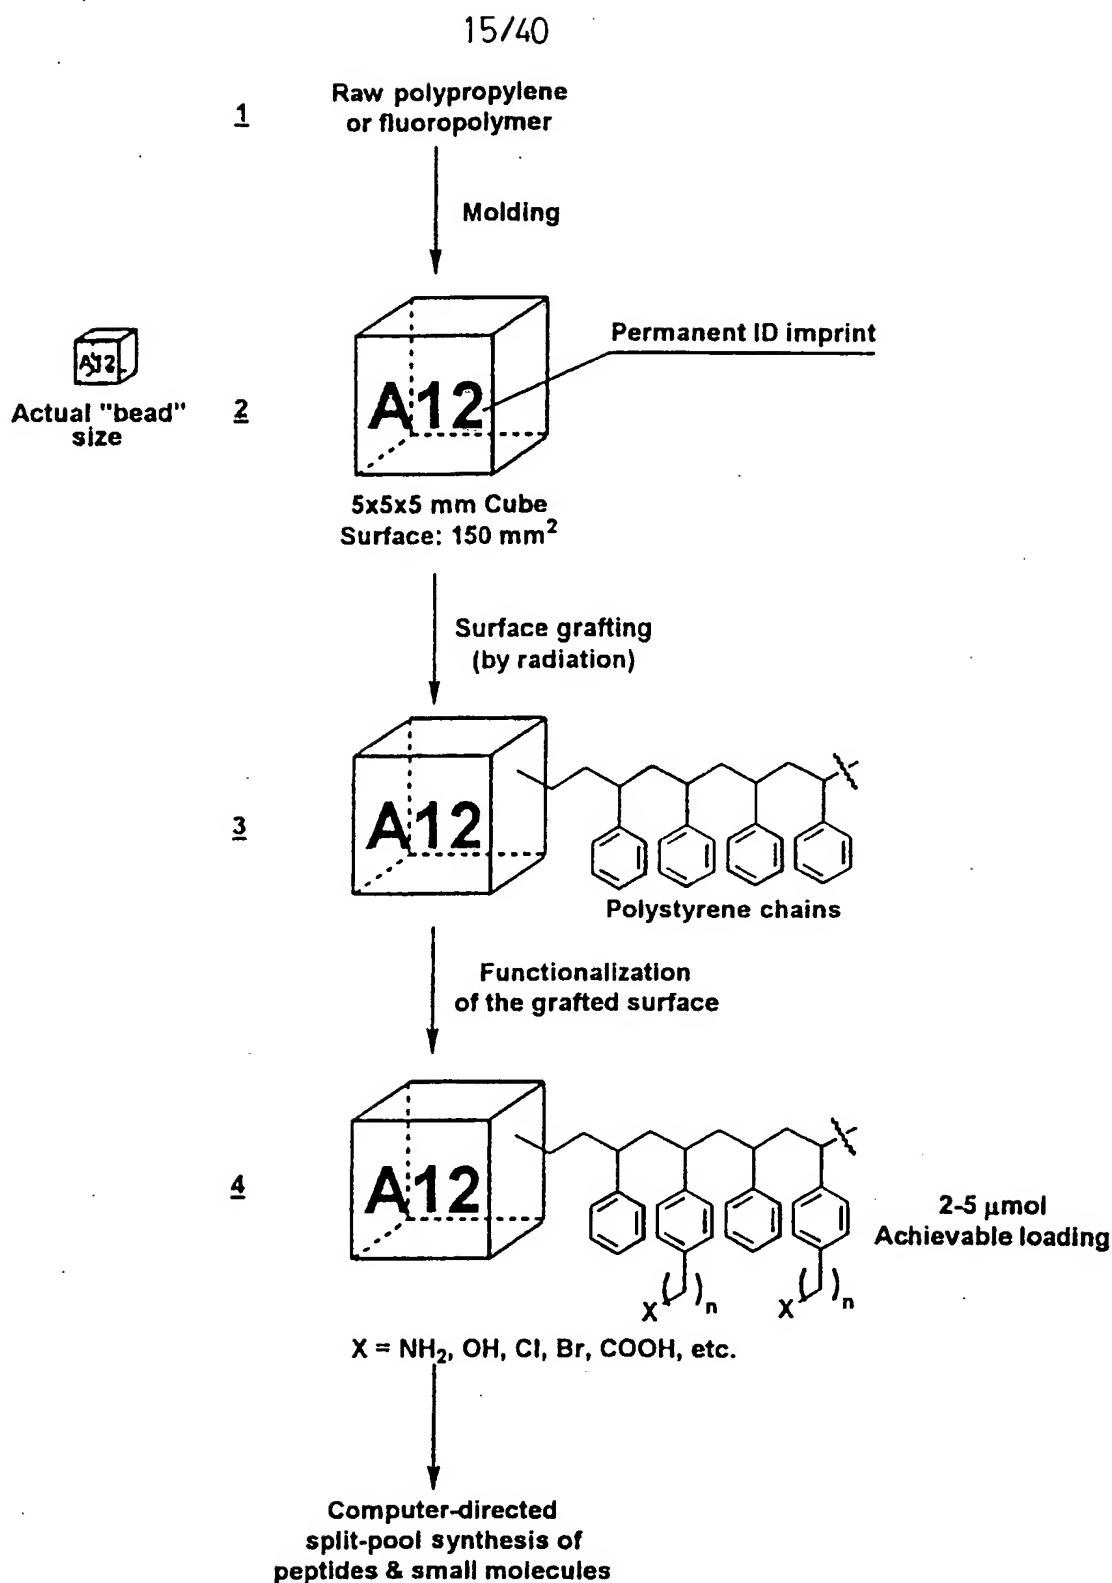 15/40
1
Raw polypropylene
or fluoropolymer
Molding
Permanent ID imprint
A12
Actual "bead"
size
2
A12
5x5x5 mm Cube
Surface: 150 mm2
Surface grafting
(by radiation)
3
A12
Polystyrene chains
Functionalization
of the grafted surface
4
A12
2-5 μmol
Achievable loading
X ( )n X ( )n
X = NH2, OH, Cl, Br, COOH, etc.
Computer-directed
split-pool synthesis of
peptides & small molecules